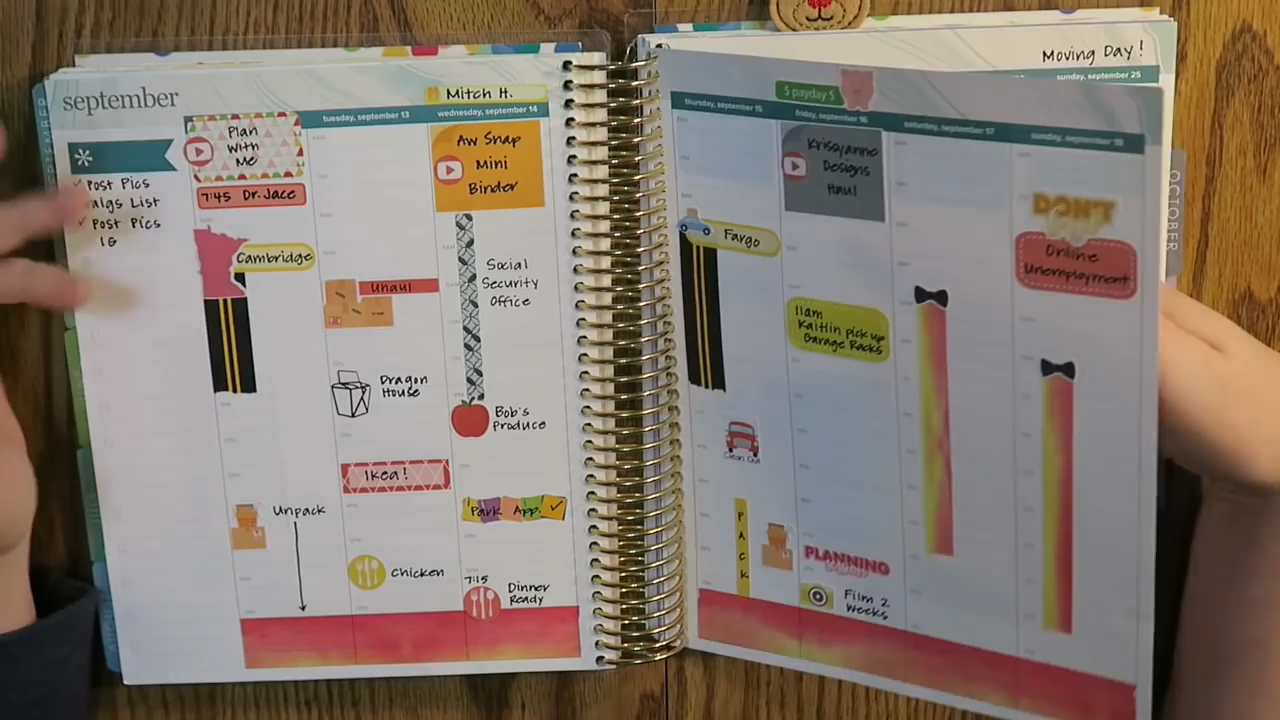 september
Post Pics
algs List
Post Pics
IG
Plan
With
Me
7:45 Dr. Jace
Cambridge
Unpack
tuesday, september 13
Unaul
Dragon
House
Ikea!
Chicken
Mitch H.
wednesday, september 14
Aw Snap
Mini
Binder
Social
Security
Office
Bob's
Produce
Park App.
7:15
Dinner
Ready
thursday, september 15
Fargo
Clean Out
PACK
$ payday $
friday, september 16
Krissyanne
Designs
Haul
11am
Kaitlin pick up
Garage Racks
PLANNING
Film 2
Weeks
saturday, september 17
sunday, september 18
DON'T
Online
Unemployment
Moving Day!
sunday, september 25
OCTOBER